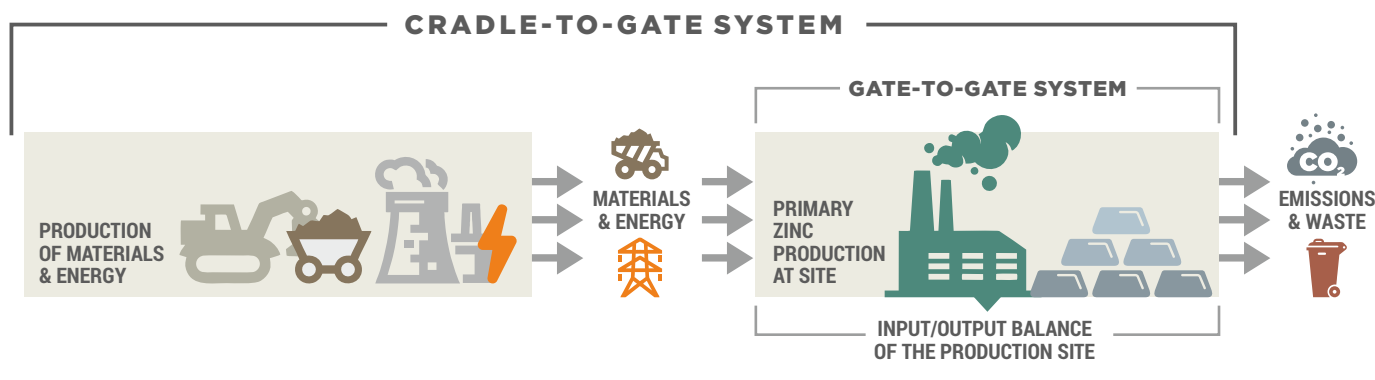 CRADLE-TO-GATE SYSTEM
GATE-TO-GATE SYSTEM
PRODUCTION
OF MATERIALS
& ENERGY
MATERIALS
& ENERGY
PRIMARY
ZINC
PRODUCTION
AT SITE
CO2
EMISSIONS
& WASTE
INPUT/OUTPUT BALANCE
OF THE PRODUCTION SITE